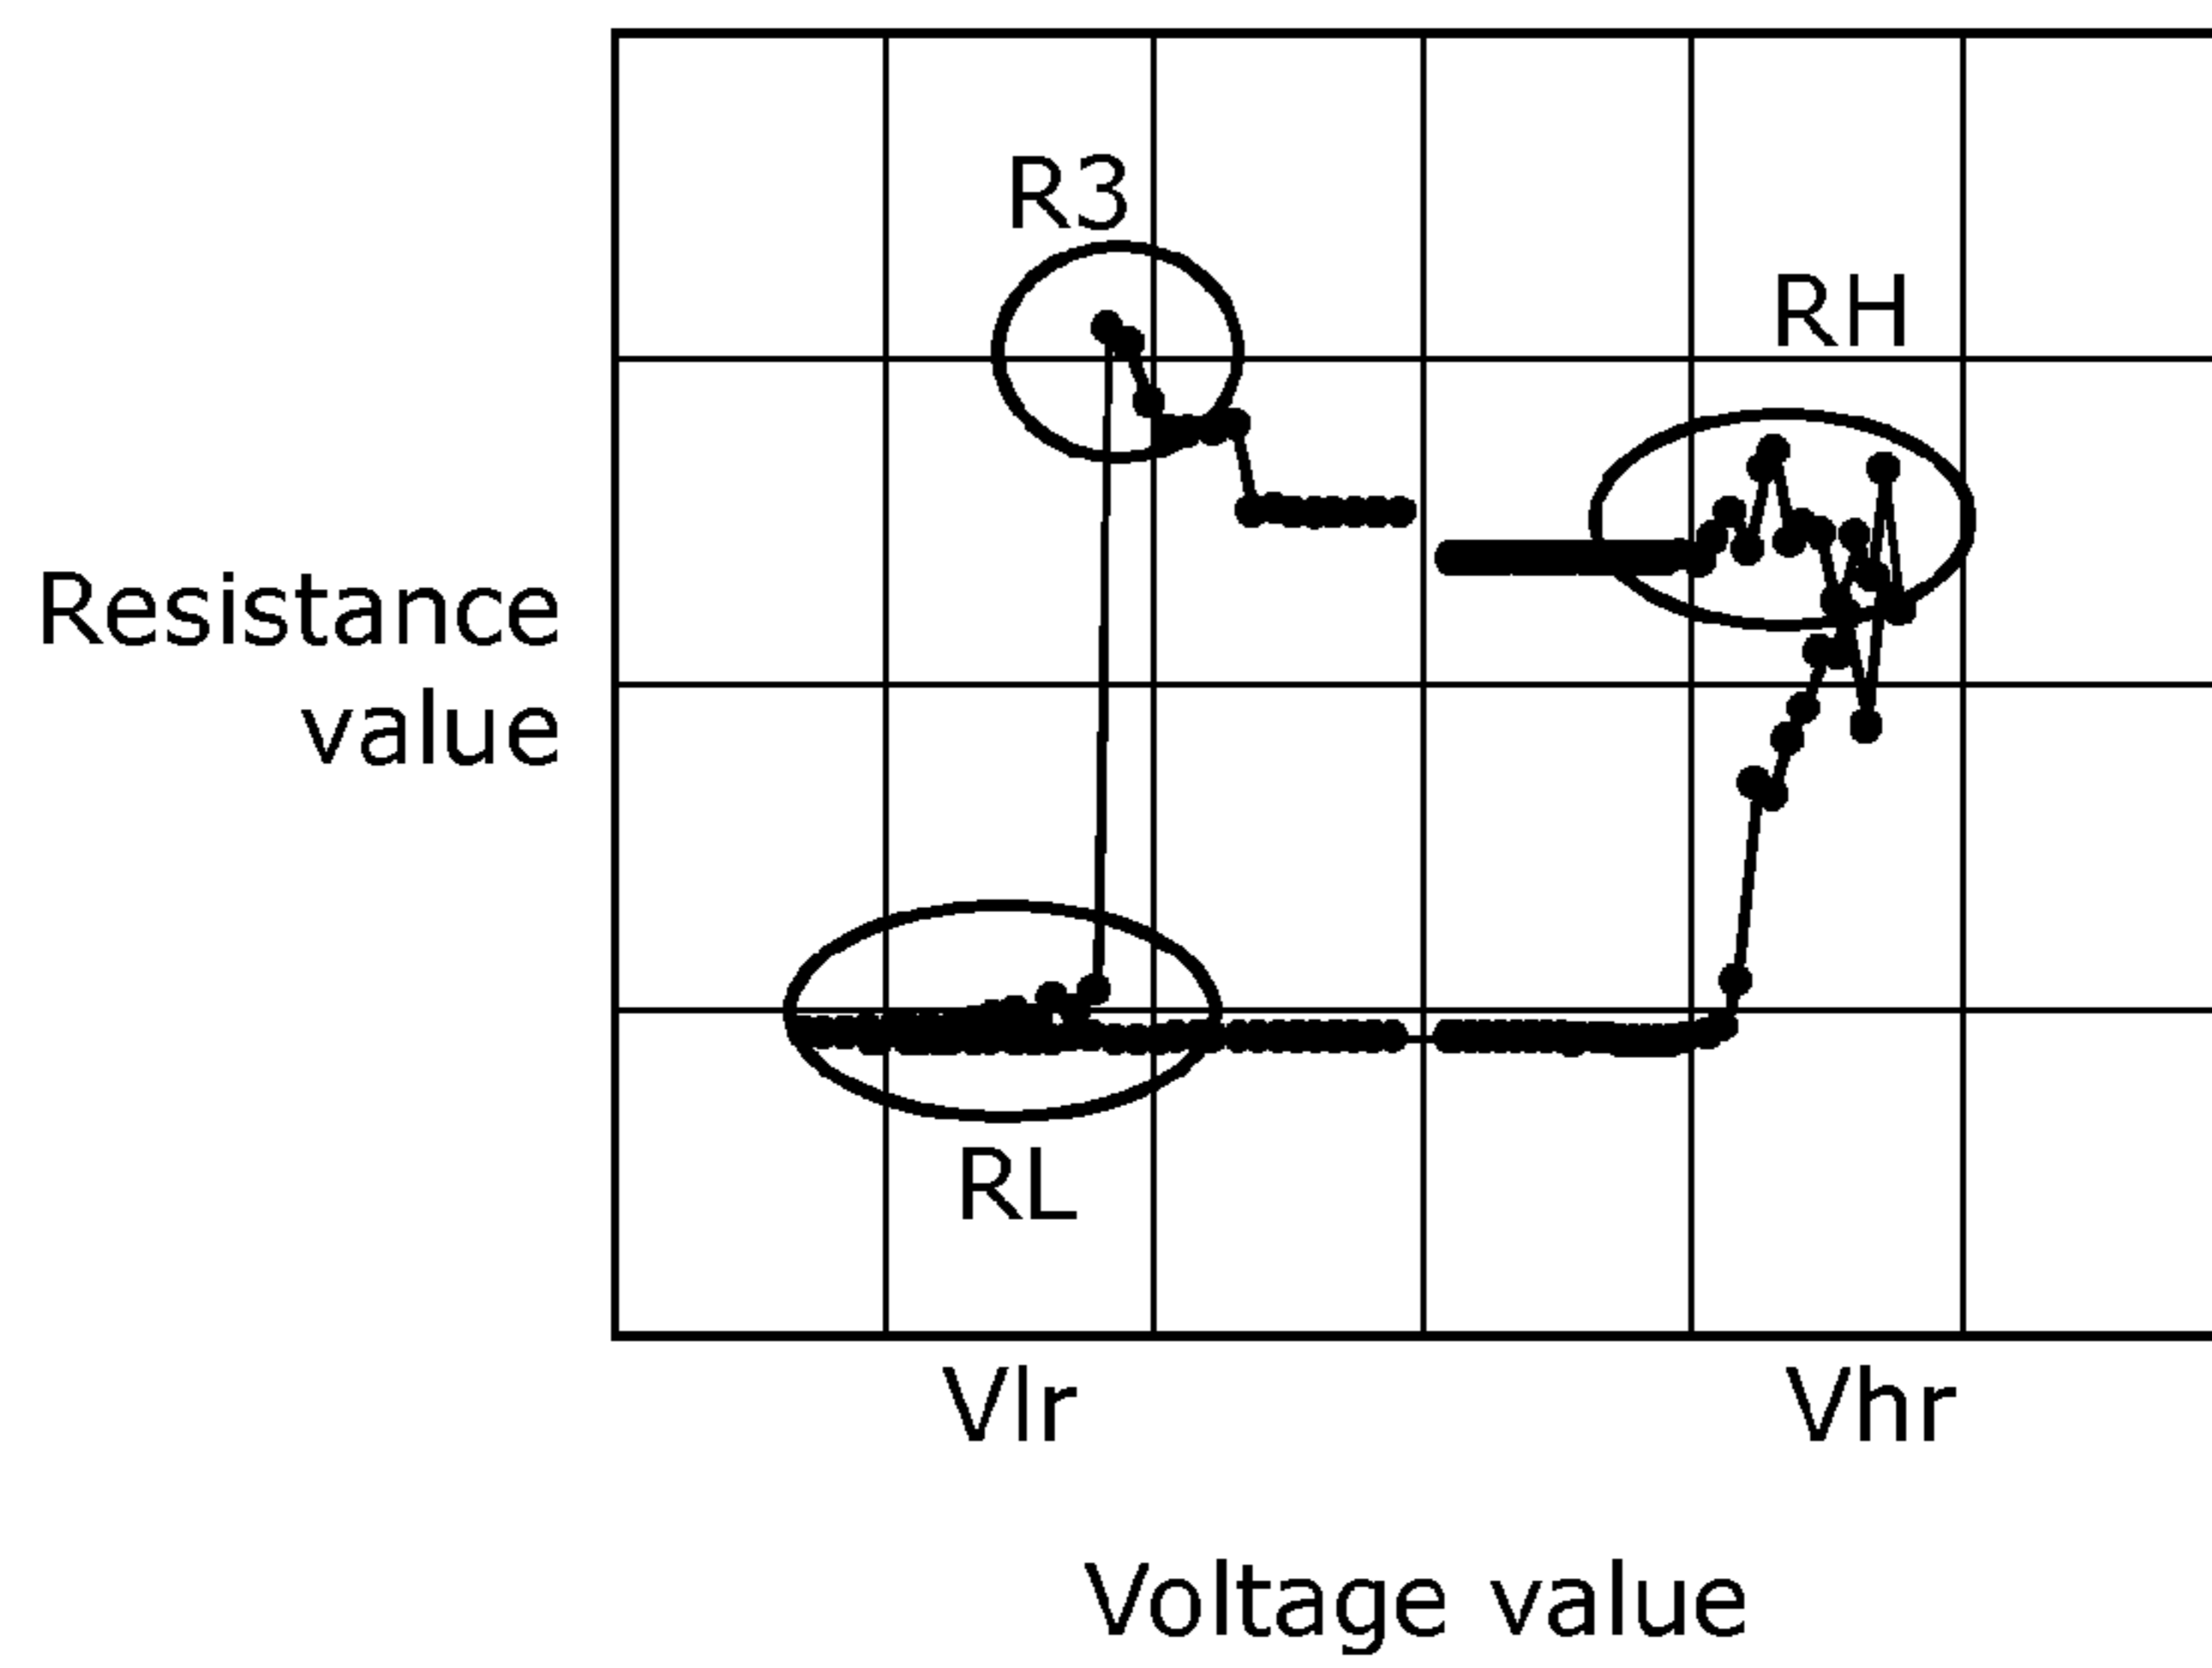 R3
RH
Resistance
value
RL
Vlr
Vhr
Voltage value